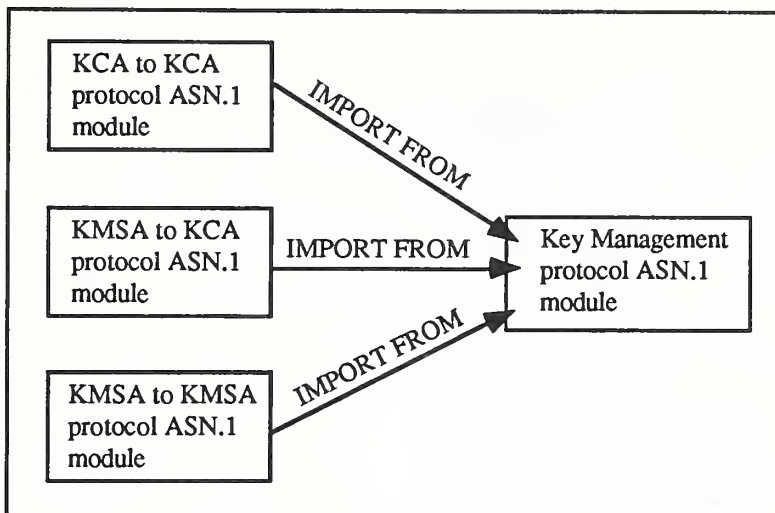 KCA to KCA
protocol ASN.1
module
IMPORT FROM
KMSA to KCA
protocol ASN.1
module
IMPORT FROM
Key Management
protocol ASN.1
module
KMSA to KMSA
protocol ASN.1
module
IMPORT FROM